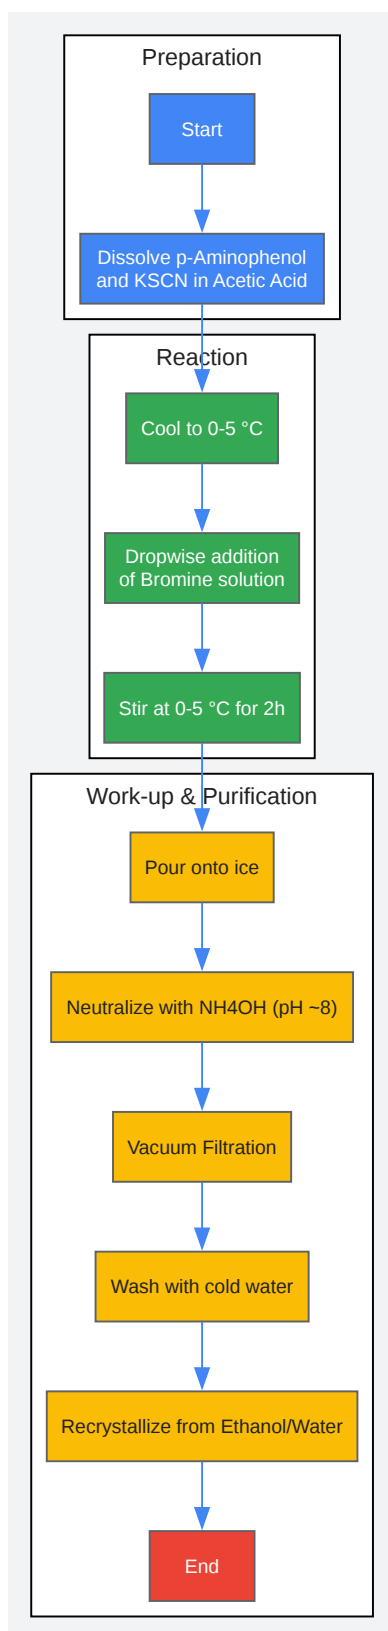 Preparation
Start
Dissolve p-Aminophenol
and KSCN in Acetic Acid
Reaction
Cool to 0-5 °C
Dropwise addition
of Bromine solution
Stir at 0-5 °C for 2h
Work-up & Purification
Pour onto ice
Neutralize with NH4OH (pH ~8)
Vacuum Filtration
Wash with cold water
Recrystallize from Ethanol/Water
End